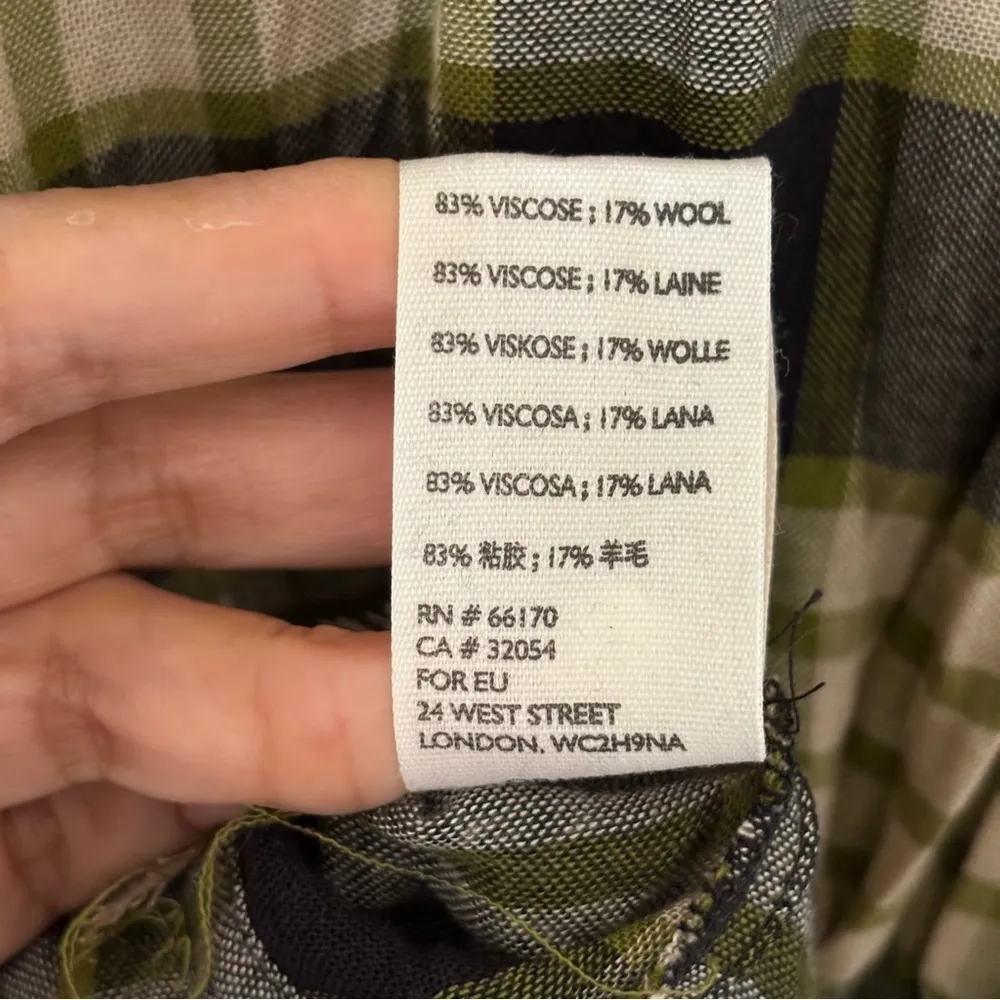 83% VISCOSE ; 17% WOOL
83% VISCOSE ; 17% LAINE
83% VISKOSE ; 17% WOLLE
83% VISCOSA ; 17% LANA
83% VISCOSA ; 17% LANA
83% 粘胶 ; 17% 羊毛
RN # 66170
CA # 32054
FOR EU
24 WEST STREET
LONDON, WC2H9NA